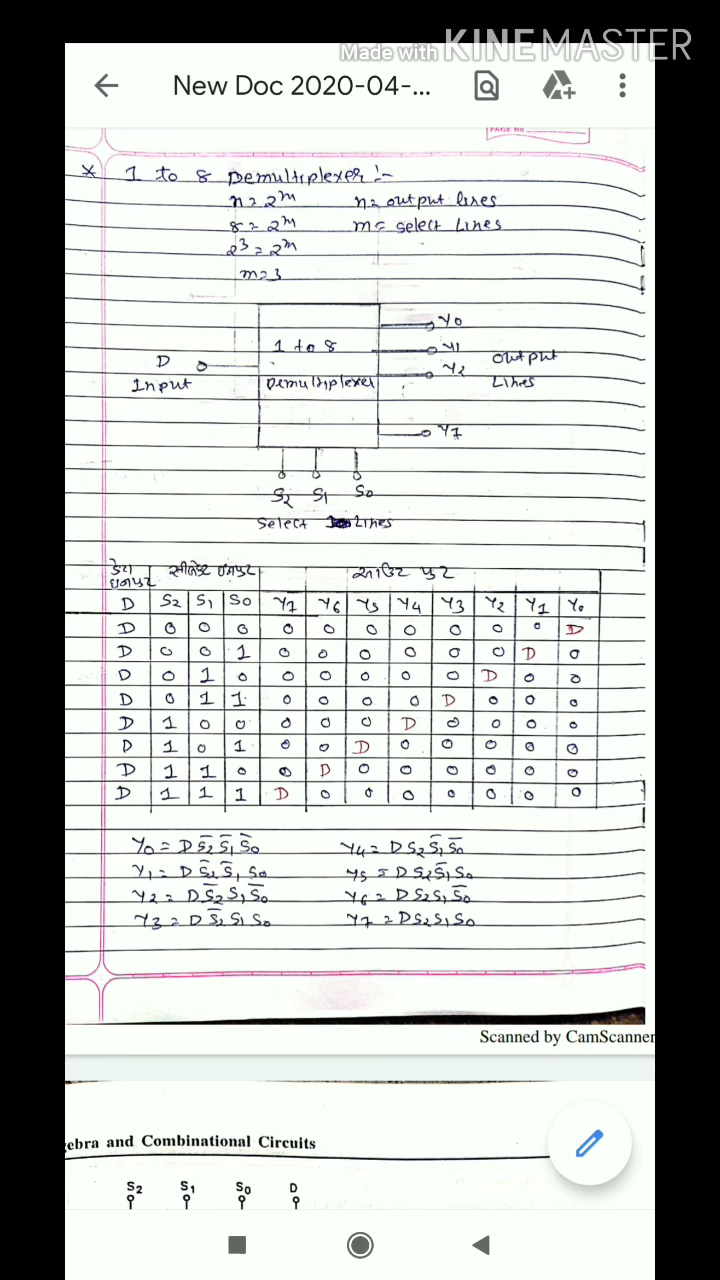 Made with KINEMASTER
New Doc 2020-04-...
PAGE NO
* 1 to 8 Demultiplexer :-
n = 2^m n = output lines
8 = 2^m m = select Lines
2^3 = 2^m
m = 3
Y0
1 to 8 Y1
D Y2 output
Input Demultiplexer Lines
Y7
S2 S1 S0
Select Lines
ડેટા સીલેક્ટ ઇનપુટ આઉટ પુટ
ઇનપુટ
D S2 S1 S0 Y7 Y6 Y5 Y4 Y3 Y2 Y1 Y0
D 0 0 0 0 0 0 0 0 0 0 D
D 0 0 1 0 0 0 0 0 0 D 0
D 0 1 0 0 0 0 0 0 D 0 0
D 0 1 1 0 0 0 0 D 0 0 0
D 1 0 0 0 0 0 D 0 0 0 0
D 1 0 1 0 0 D 0 0 0 0 0
D 1 1 0 0 D 0 0 0 0 0 0
D 1 1 1 D 0 0 0 0 0 0 0
Y0 = D S̅2 S̅1 S̅0 Y4 = D S2 S̅1 S̅0
Y1 = D S̅2 S̅1 S0 Y5 = D S2 S̅1 S0
Y2 = D S̅2 S1 S̅0 Y6 = D S2 S1 S̅0
Y3 = D S̅2 S1 S0 Y7 = D S2 S1 S0
Scanned by CamScanner
gebra and Combinational Circuits
S2 S1 S0 D